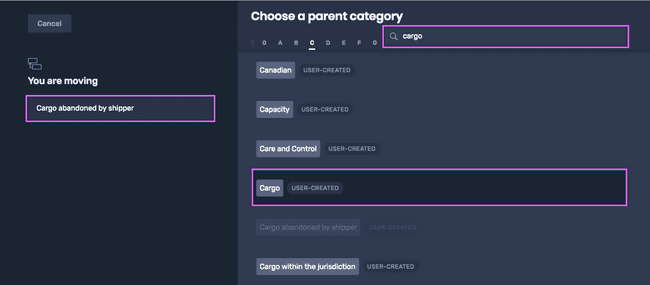 Cancel
You are moving
Cargo abandoned by shipper
Choose a parent category
0 A B C D E F G
cargo
Canadian USER-CREATED
Capacity USER-CREATED
Care and Control USER-CREATED
Cargo USER-CREATED
Cargo abandoned by shipper USER-CREATED
Cargo within the jurisdiction USER-CREATED